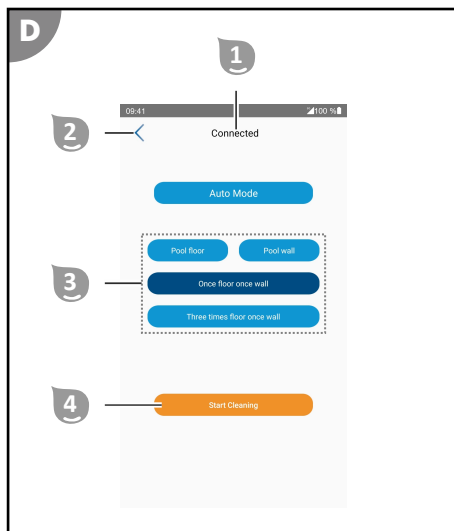 D
1
09:41 100 %
2
Connected
Auto Mode
Pool floor Pool wall
3
Once floor once wall
Three times floor once wall
4
Start Cleaning